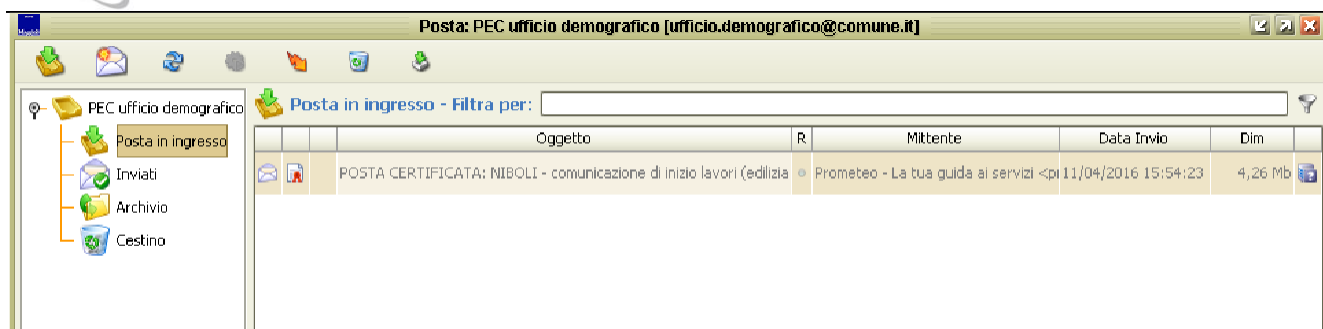 Posta: PEC ufficio demografico [ufficio.demografico@comune.it]
PEC ufficio demografico
Posta in ingresso - Filtra per:
Oggetto R Mittente Data Invio Dim
Posta in ingresso
POSTA CERTIFICATA: NIBOLI - comunicazione di inizio lavori (edilizia Prometeo - La tua guida ai servizi <pr 11/04/2016 15:54:23 4,26 Mb
Inviati
Archivio
Cestino